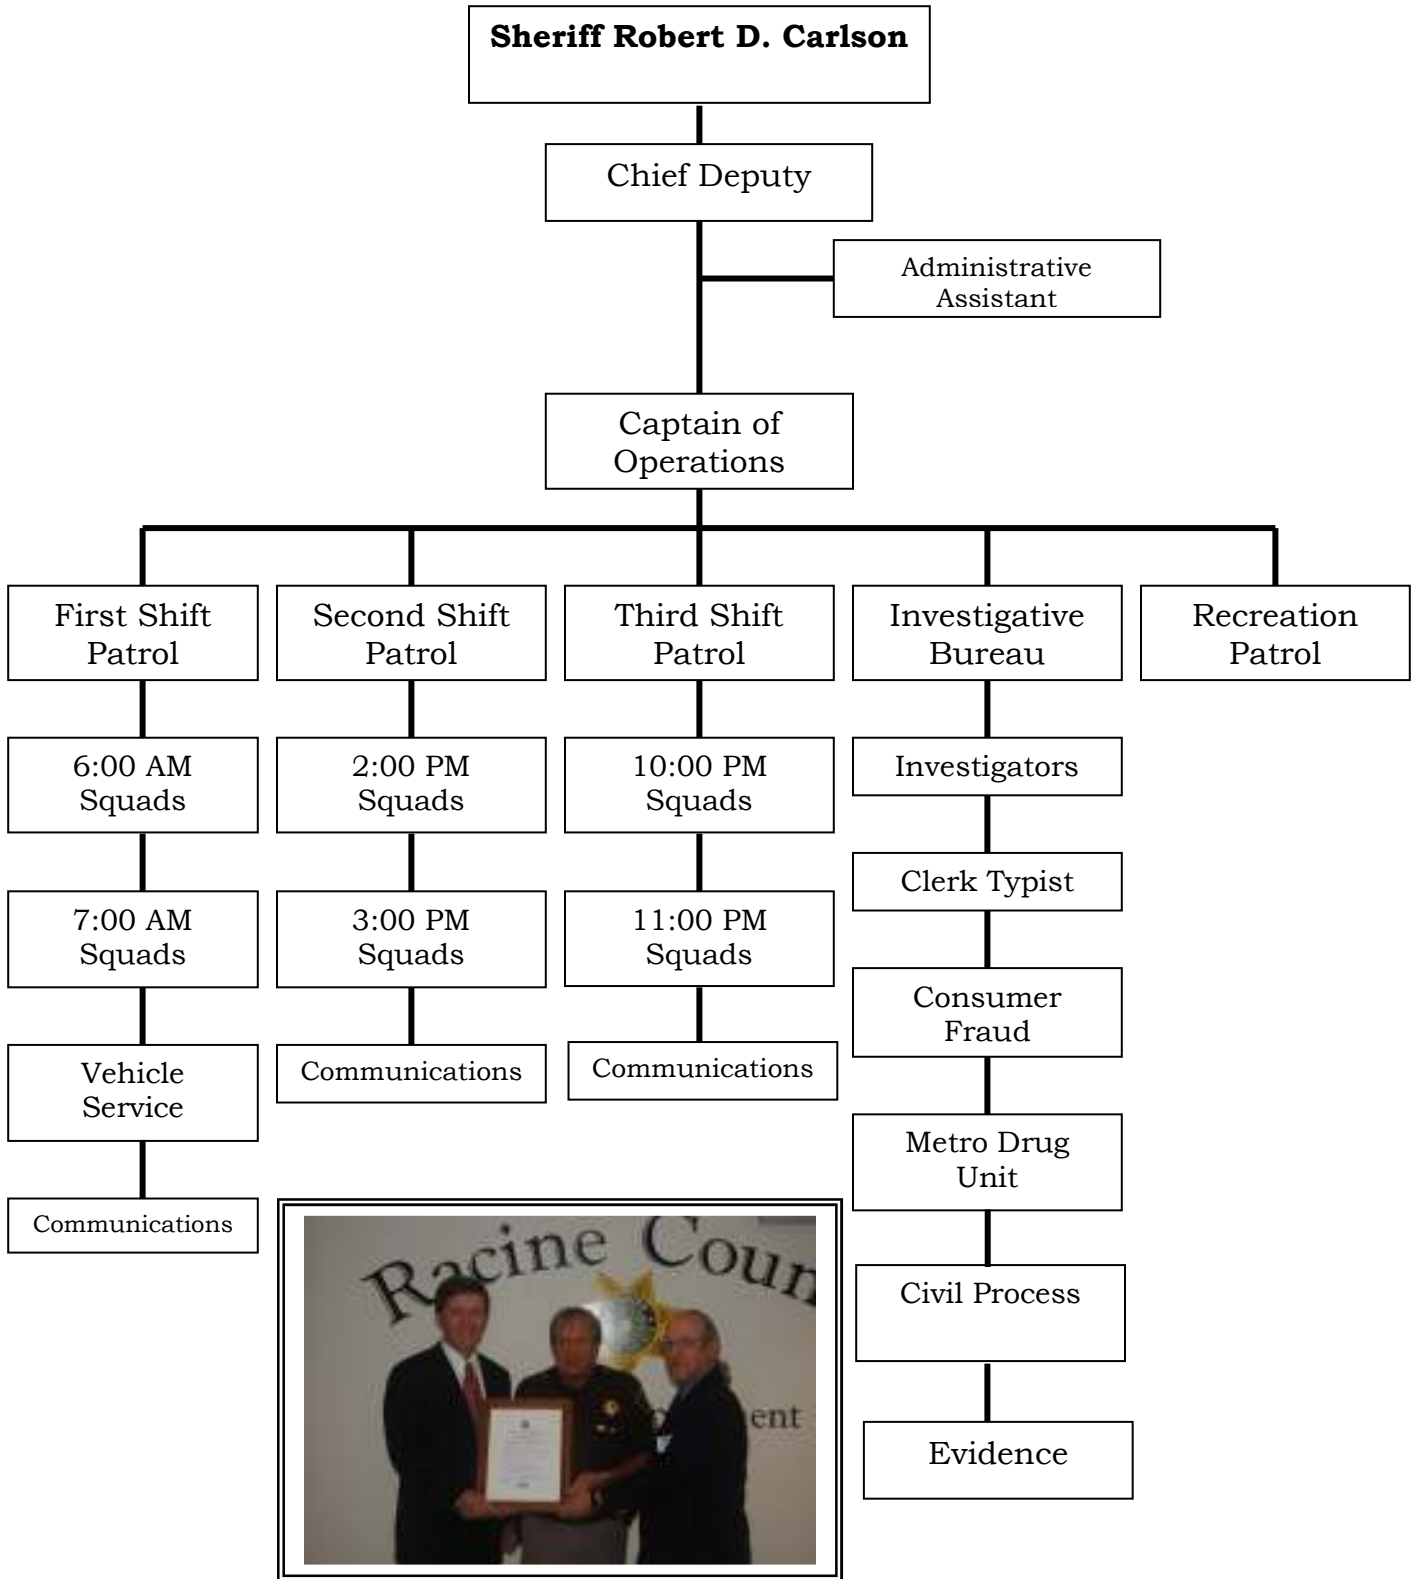 Sheriff Robert D. Carlson
Chief Deputy
Administrative
Assistant
Captain of
Operations
First Shift
Patrol
Second Shift
Patrol
Third Shift
Patrol
Investigative
Bureau
Recreation
Patrol
6:00 AM
Squads
2:00 PM
Squads
10:00 PM
Squads
Investigators
7:00 AM
Squads
3:00 PM
Squads
11:00 PM
Squads
Clerk Typist
Consumer
Fraud
Vehicle
Service
Communications
Communications
Metro Drug
Unit
Communications
Civil Process
Evidence
Racine Coun
ent